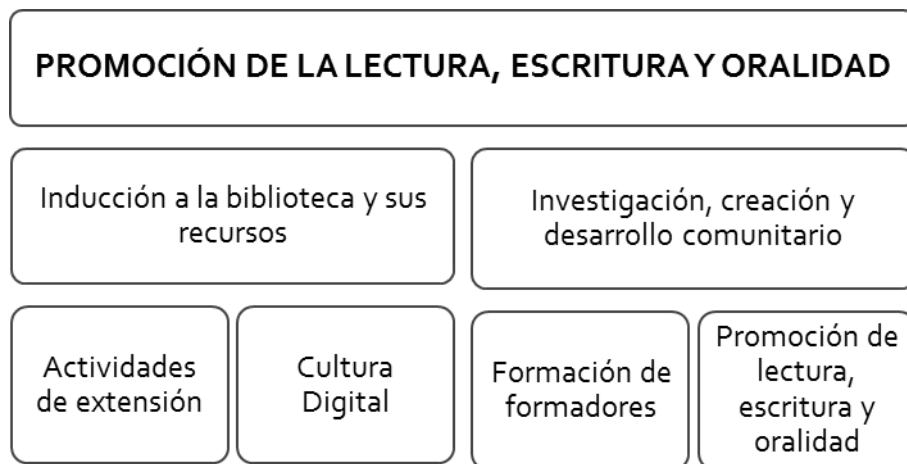 PROMOCIÓN DE LA LECTURA, ESCRITURA Y ORALIDAD
Inducción a la biblioteca y sus
recursos
Investigación, creación y
desarrollo comunitario
Actividades
de extensión
Cultura
Digital
Formación de
formadores
Promoción de
lectura,
escritura y
oralidad